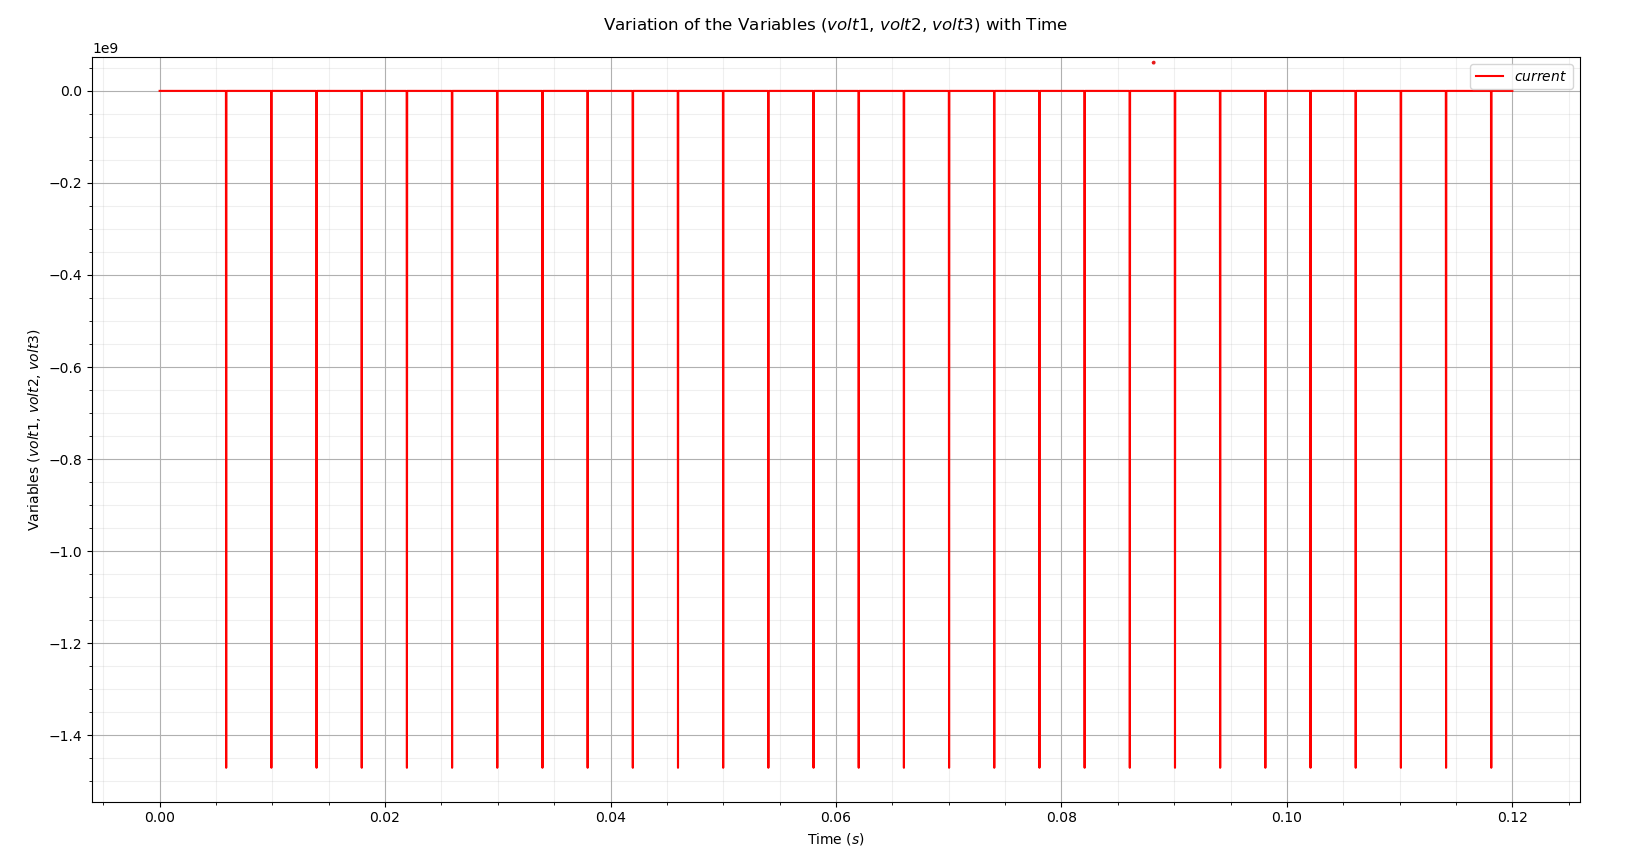 Variation of the Variables (volt1, volt2, volt3) with Time
1e9
current
0.0
−0.2
−0.4
−0.6
−0.8
−1.0
−1.2
−1.4
Variables (volt1, volt2, volt3)
0.00 0.02 0.04 0.06 0.08 0.10 0.12
Time (s)